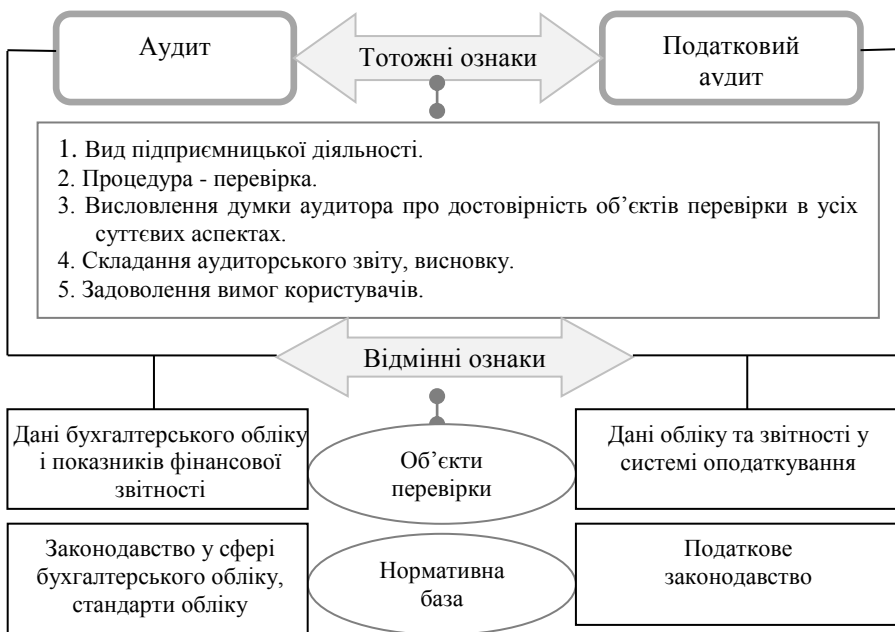 Аудит
Тотожні ознаки
Податковий
аудит
1. Вид підприємницької діяльності.
2. Процедура - перевірка.
3. Висловлення думки аудитора про достовірність об’єктів перевірки в усіх
суттєвих аспектах.
4. Складання аудиторського звіту, висновку.
5. Задоволення вимог користувачів.
Відмінні ознаки
Дані бухгалтерського обліку
і показників фінансової
звітності
Об’єкти
перевірки
Дані обліку та звітності у
системі оподаткування
Законодавство у сфері
бухгалтерського обліку,
стандарти обліку
Нормативна
база
Податкове
законодавство